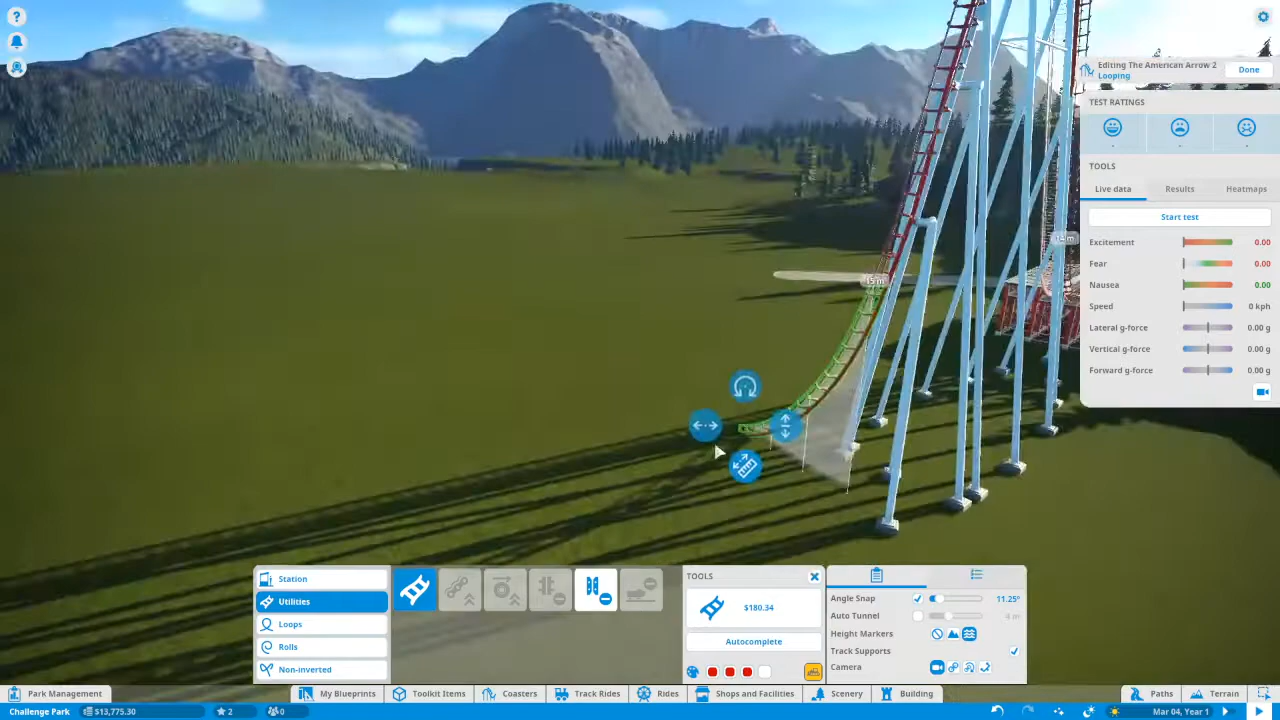 ?
Editing The American Arrow 2
Looping
Done
TEST RATINGS
- - -
TOOLS
Live data Results Heatmaps
Start test
Excitement 0.00
Fear 0.00
Nausea 0.00
Speed 0 kph
Lateral g-force 0.00 g
Vertical g-force 0.00 g
Forward g-force 0.00 g
14 m
15 m
Station
Utilities
Loops
Rolls
Non-inverted
TOOLS
$180.34
Autocomplete
Angle Snap 11.25°
Auto Tunnel 4 m
Height Markers
Track Supports
Camera
Park Management
My Blueprints
Toolkit Items
Coasters
Track Rides
Rides
Shops and Facilities
Scenery
Building
Paths
Terrain
Challenge Park
$13,775.30
2
0
Mar 04, Year 1